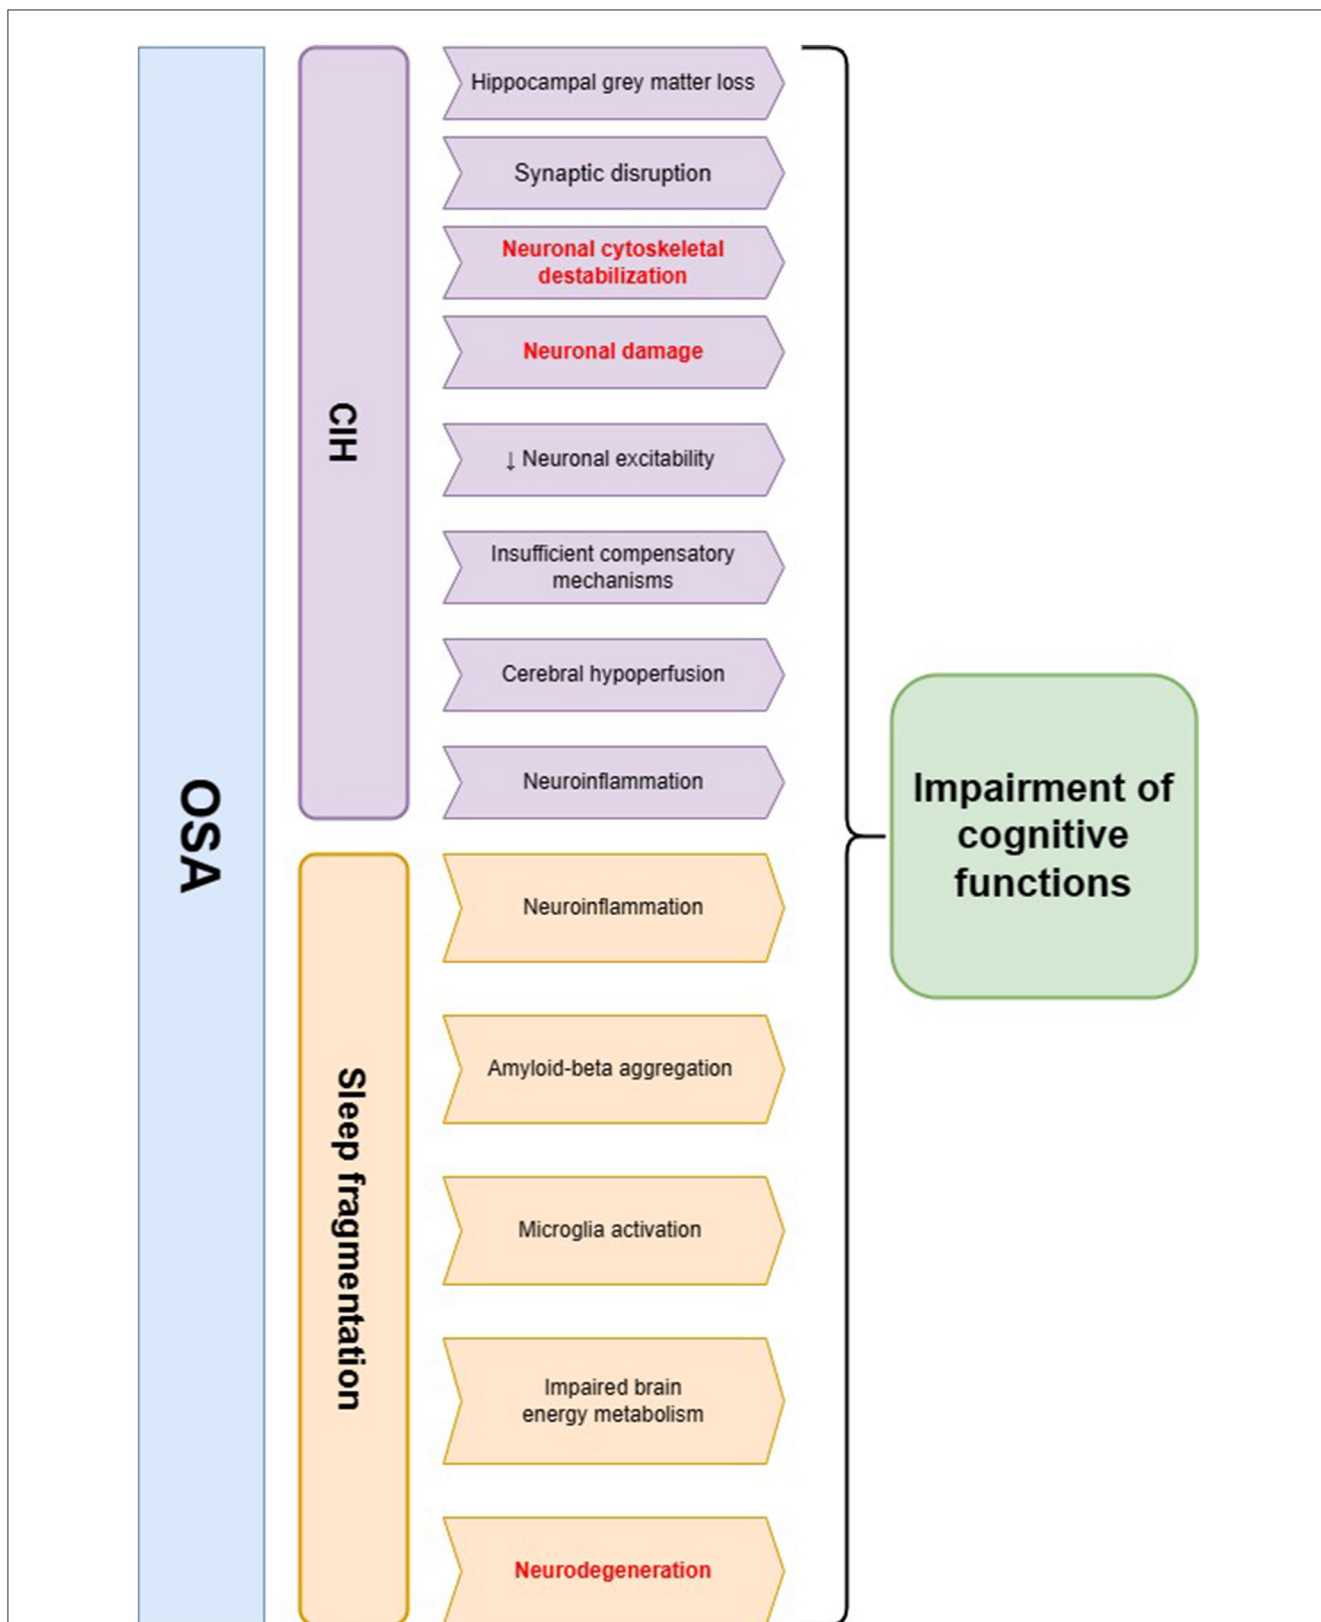 OSA
CIH
Hippocampal grey matter loss
Synaptic disruption
Neuronal cytoskeletal
destabilization
Neuronal damage
↓ Neuronal excitability
Insufficient compensatory
mechanisms
Cerebral hypoperfusion
Neuroinflammation
Sleep fragmentation
Neuroinflammation
Amyloid-beta aggregation
Microglia activation
Impaired brain
energy metabolism
Neurodegeneration
Impairment of
cognitive
functions